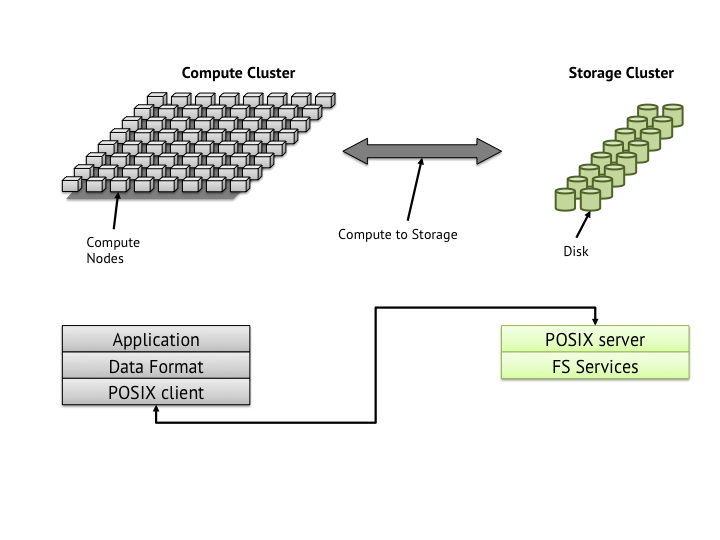 Compute Cluster
Storage Cluster
Compute to Storage
Compute
Nodes
Disk
Application
Data Format
POSIX client
POSIX server
FS Services